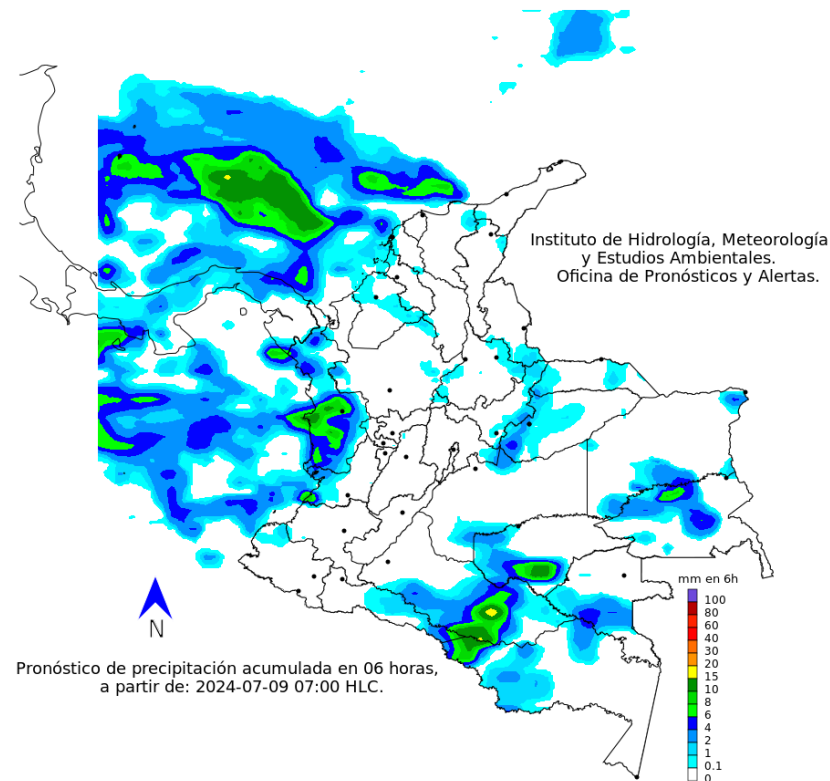 Instituto de Hidrología, Meteorología
y Estudios Ambientales.
Oficina de Pronósticos y Alertas.
N
mm en 6h
100
80
60
40
30
20
15
10
8
6
4
2
1
0.1
0
Pronóstico de precipitación acumulada en 06 horas,
a partir de: 2024-07-09 07:00 HLC.